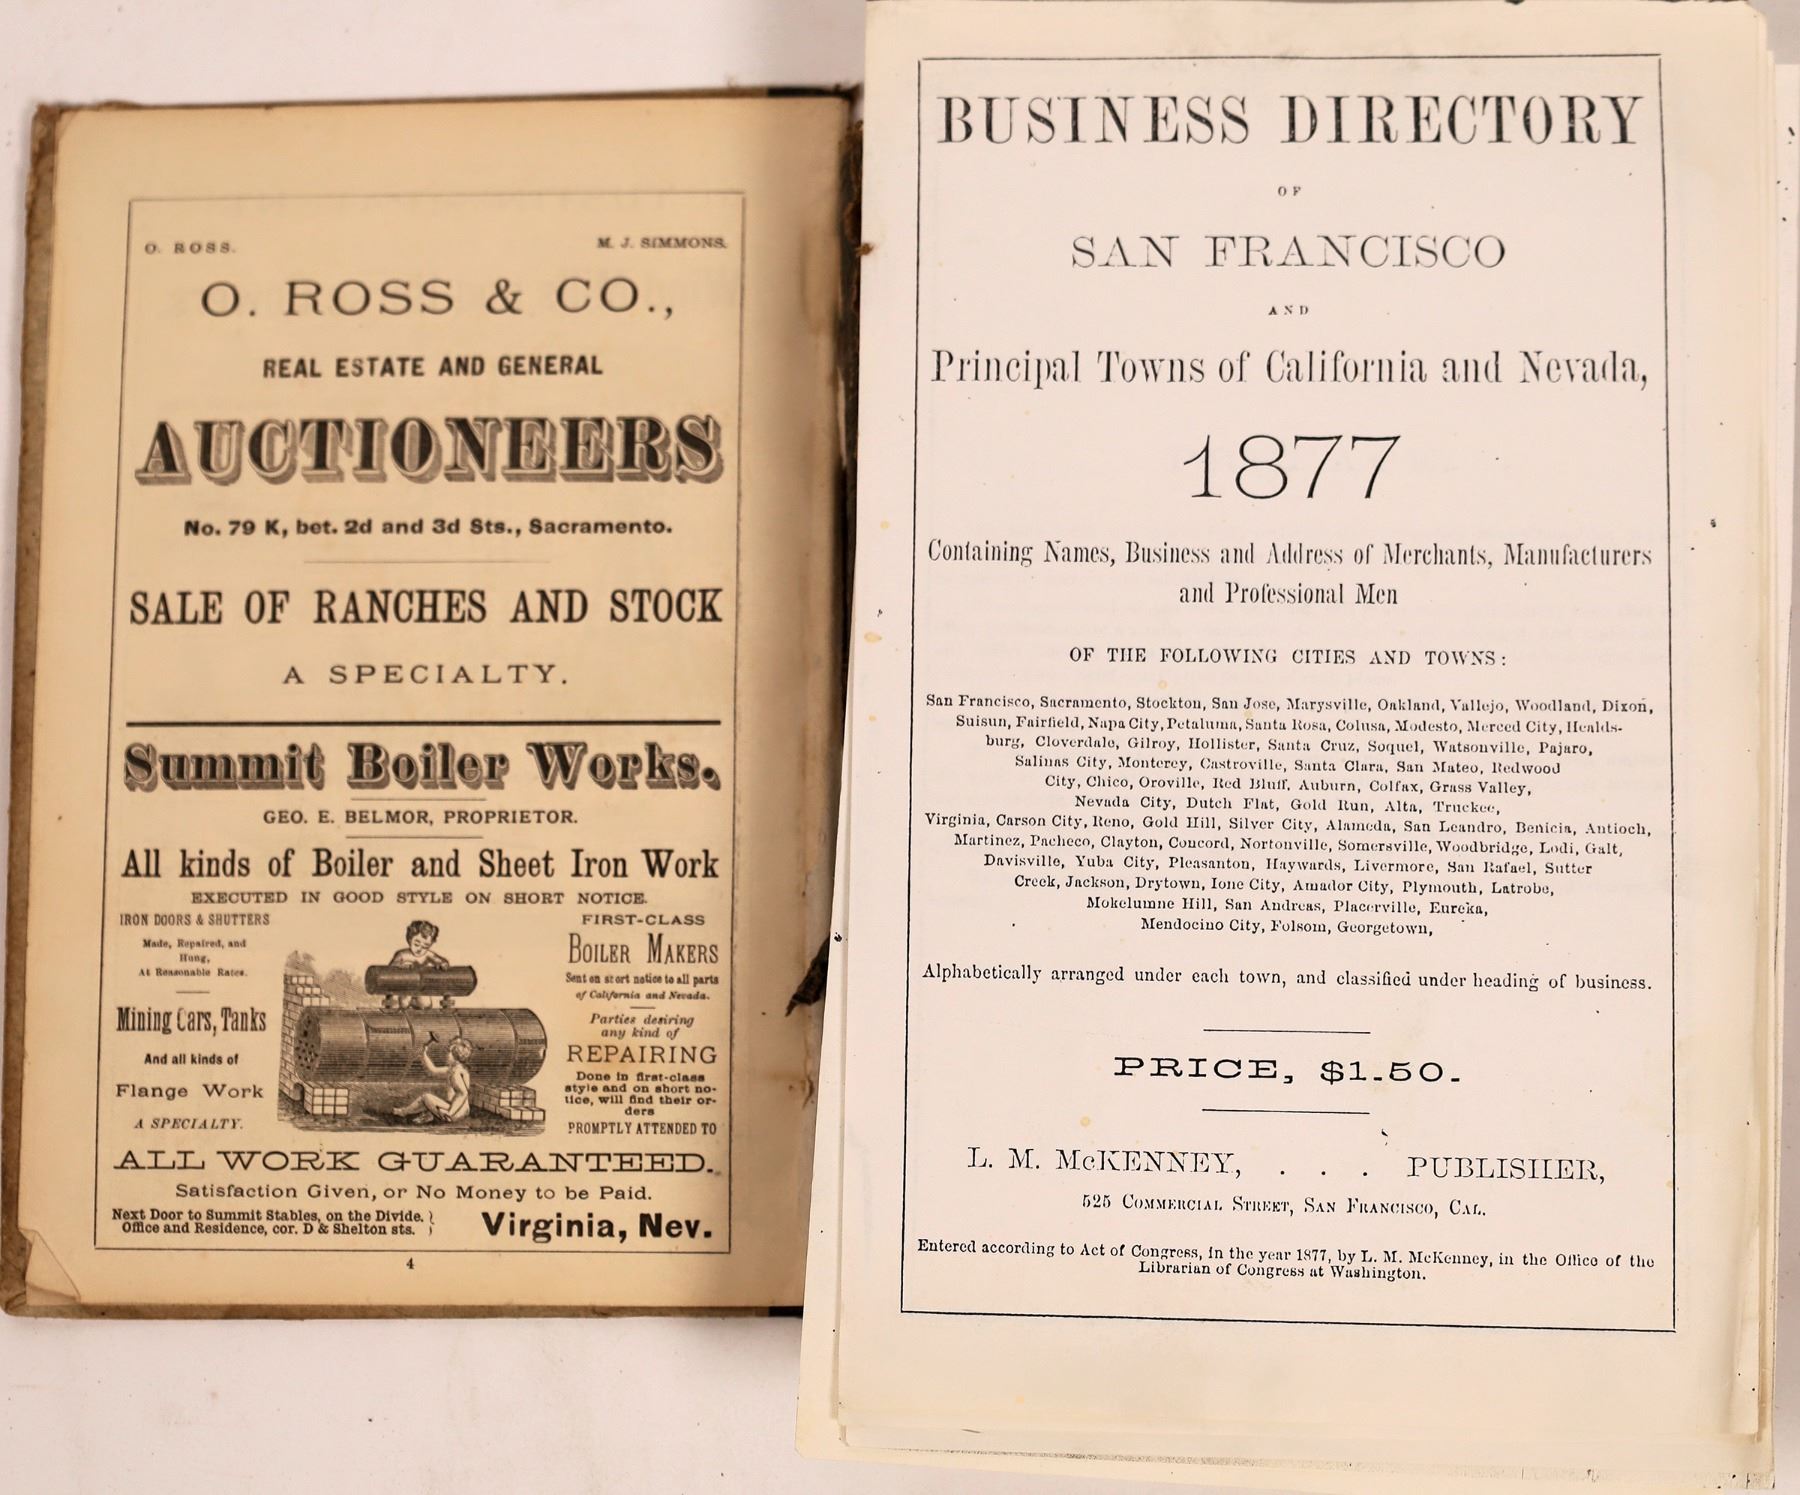 O. ROSS.
M. J. SIMMONS.
O. ROSS & CO.,
REAL ESTATE AND GENERAL
AUCTIONEERS
No. 79 K, bet. 2d and 3d Sts., Sacramento.
SALE OF RANCHES AND STOCK
A SPECIALTY.
Summit Boiler Works.
GEO. E. BELMOR, PROPRIETOR.
All kinds of Boiler and Sheet Iron Work
EXECUTED IN GOOD STYLE ON SHORT NOTICE.
IRON DOORS & SHUTTERS
Made, Repaired, and
Hung,
At Reasonable Rates.
Mining Cars, Tanks
And all kinds of
Flange Work
A SPECIALTY.
FIRST-CLASS
BOILER MAKERS
Sent on short notice to all parts
of California and Nevada.
Parties desiring
any kind of
REPAIRING
Done in first-class
style and on short no-
tice, will find their or-
ders
PROMPTLY ATTENDED TO
ALL WORK GUARANTEED.
Satisfaction Given, or No Money to be Paid.
Next Door to Summit Stables, on the Divide.
Office and Residence, cor. D & Shelton sts.
Virginia, Nev.
4
BUSINESS DIRECTORY
OF
SAN FRANCISCO
AND
Principal Towns of California and Nevada,
1877
Containing Names, Business and Address of Merchants, Manufacturers
and Professional Men
OF THE FOLLOWING CITIES AND TOWNS:
San Francisco, Sacramento, Stockton, San Jose, Marysville, Oakland, Vallejo, Woodland, Dixon,
Suisun, Fairfield, Napa City, Petaluma, Santa Rosa, Colusa, Modesto, Merced City, Healds-
burg, Cloverdale, Gilroy, Hollister, Santa Cruz, Soquel, Watsonville, Pajaro,
Salinas City, Monterey, Castroville, Santa Clara, San Mateo, Redwood
City, Chico, Oroville, Red Bluff, Auburn, Colfax, Grass Valley,
Nevada City, Dutch Flat, Gold Run, Alta, Truckee,
Virginia, Carson City, Reno, Gold Hill, Silver City, Alameda, San Leandro, Benicia, Antioch,
Martinez, Pacheco, Clayton, Concord, Nortonville, Somersville, Woodbridge, Lodi, Galt,
Davisville, Yuba City, Pleasanton, Haywards, Livermore, San Rafael, Sutter
Creek, Jackson, Drytown, Ione City, Amador City, Plymouth, Latrobe,
Mokelumne Hill, San Andreas, Placerville, Eureka,
Mendocino City, Folsom, Georgetown,
Alphabetically arranged under each town, and classified under heading of business.
PRICE, $1.50.
L. M. McKENNEY, . . . PUBLISHER,
525 COMMERCIAL STREET, SAN FRANCISCO, CAL.
Entered according to Act of Congress, in the year 1877, by L. M. McKenney, in the Office of the
Librarian of Congress at Washington.